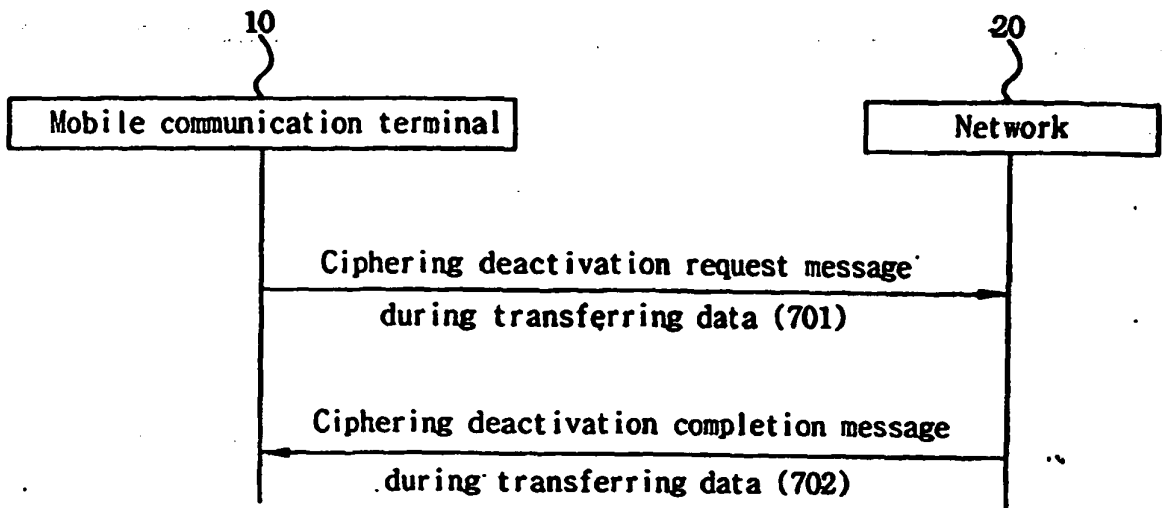 10
20
Mobile communication terminal
Network
Ciphering deactivation request message
during transferring data (701)
Ciphering deactivation completion message
during transferring data (702)